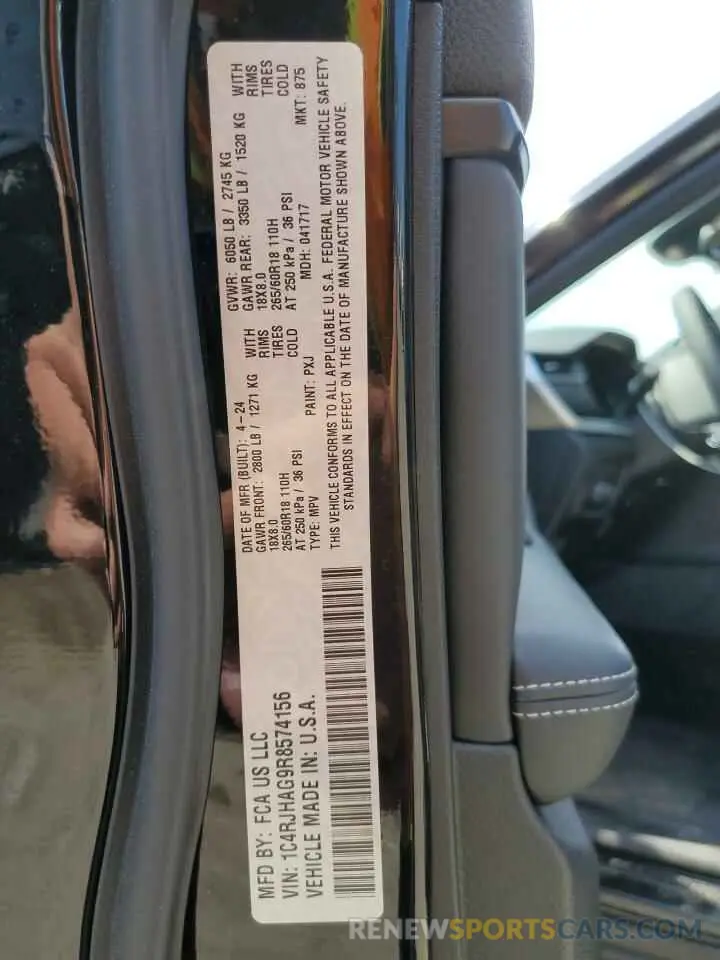 MFD BY: FCA US LLC
VIN: 1C4RJHAG9R8574156
VEHICLE MADE IN: U.S.A.
DATE OF MFR (BUILT): 4-24
GAWR FRONT: 2800 LB / 1271 KG WITH
18X8.0 RIMS
265/60R18 110H TIRES
AT 250 kPa / 36 PSI COLD
TYPE: MPV PAINT: PXJ
GVWR: 6050 LB / 2745 KG
GAWR REAR: 3350 LB / 1520 KG WITH
18X8.0 RIMS
265/60R18 110H TIRES
AT 250 kPa / 36 PSI COLD
MDH: 041717 MKT: 875
THIS VEHICLE CONFORMS TO ALL APPLICABLE U.S.A. FEDERAL MOTOR VEHICLE SAFETY
STANDARDS IN EFFECT ON THE DATE OF MANUFACTURE SHOWN ABOVE.
RENEWSPORTSCARS.COM